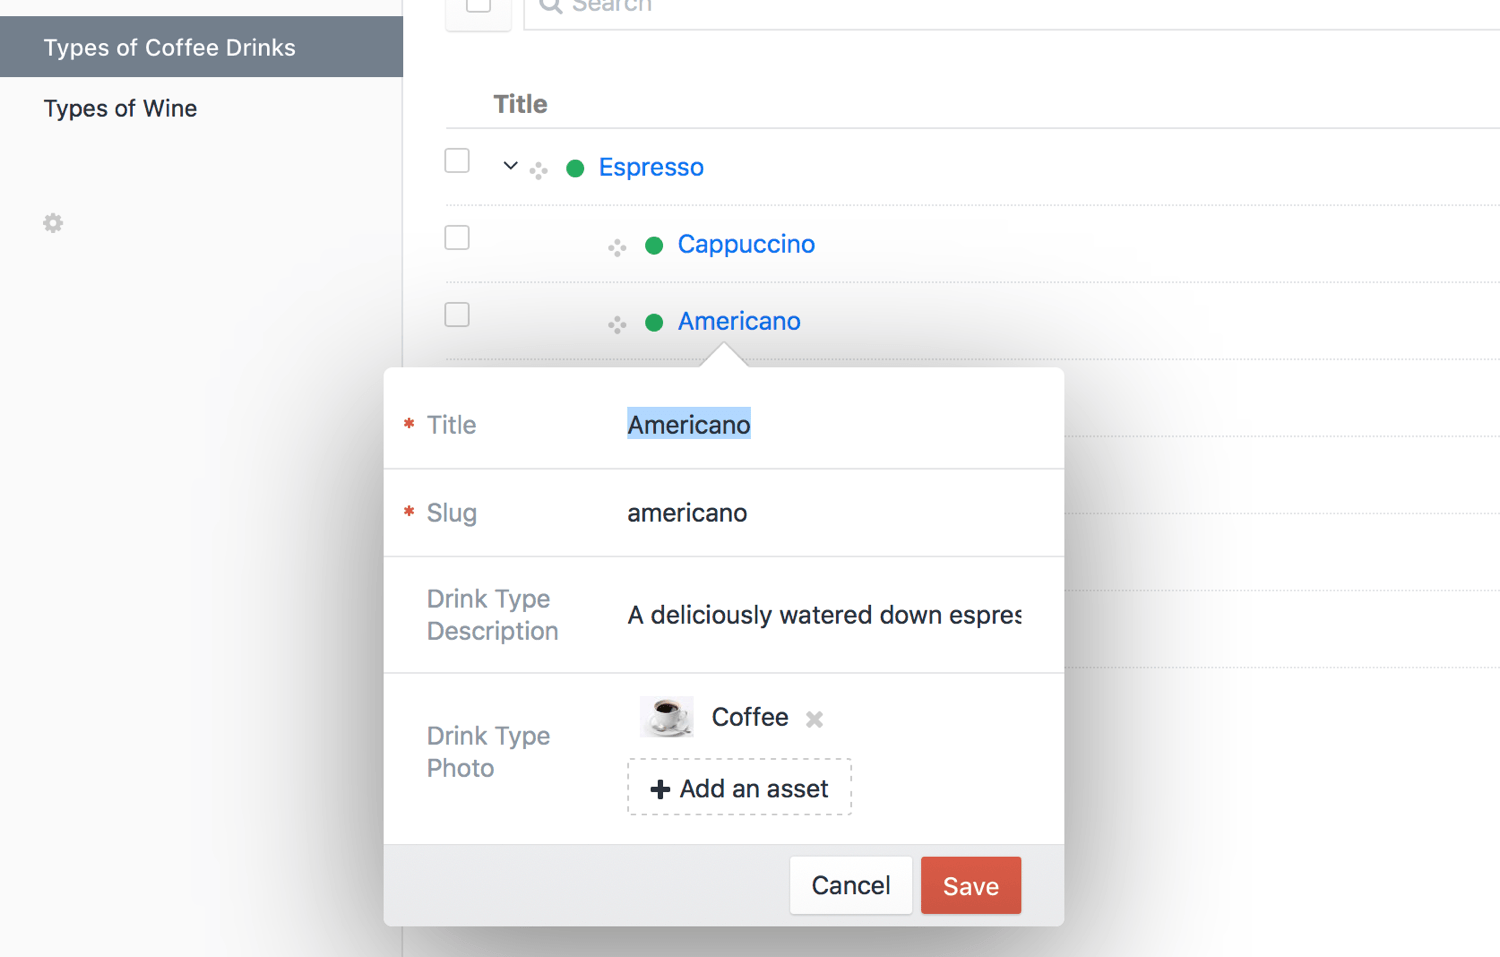 Search
Types of Coffee Drinks
Types of Wine
Title
Espresso
Cappuccino
Americano
* Title
Americano
* Slug
americano
Drink Type
Description
A deliciously watered down espres
Drink Type
Photo
Coffee
Add an asset
Cancel
Save